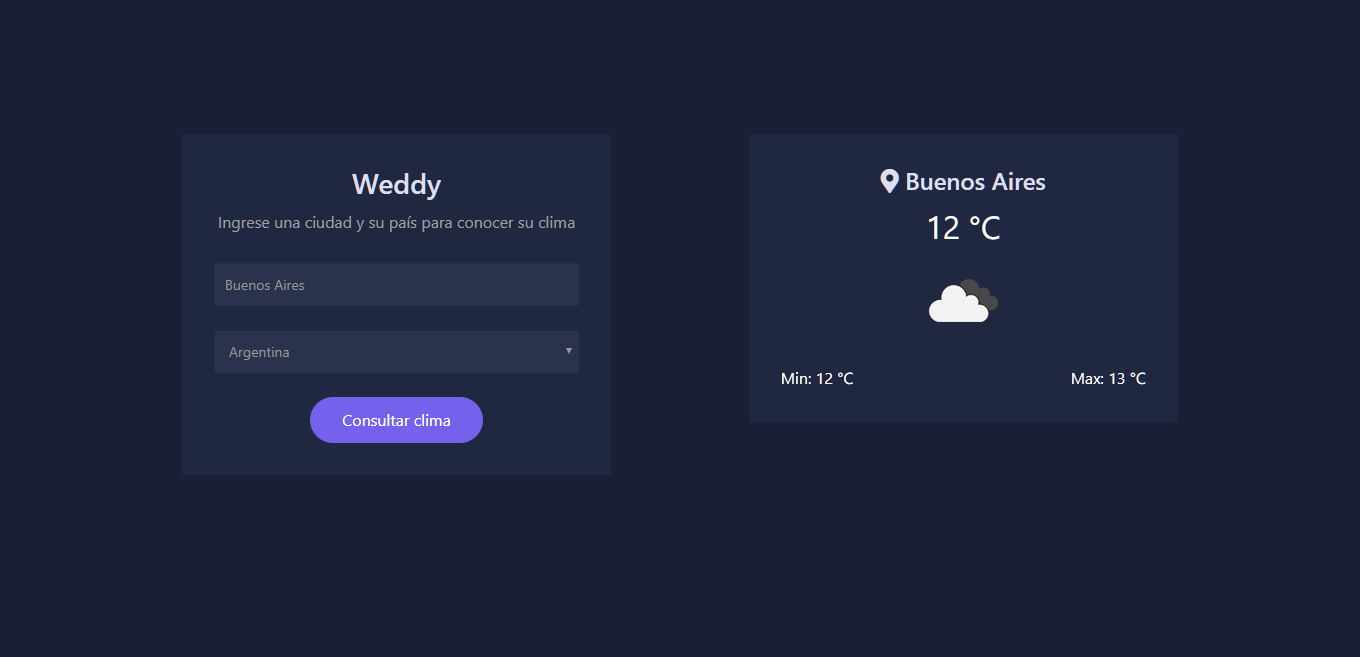 Weddy
Ingrese una ciudad y su país para conocer su clima
Buenos Aires
Argentina
Consultar clima
Buenos Aires
12 °C
Min: 12 °C
Max: 13 °C